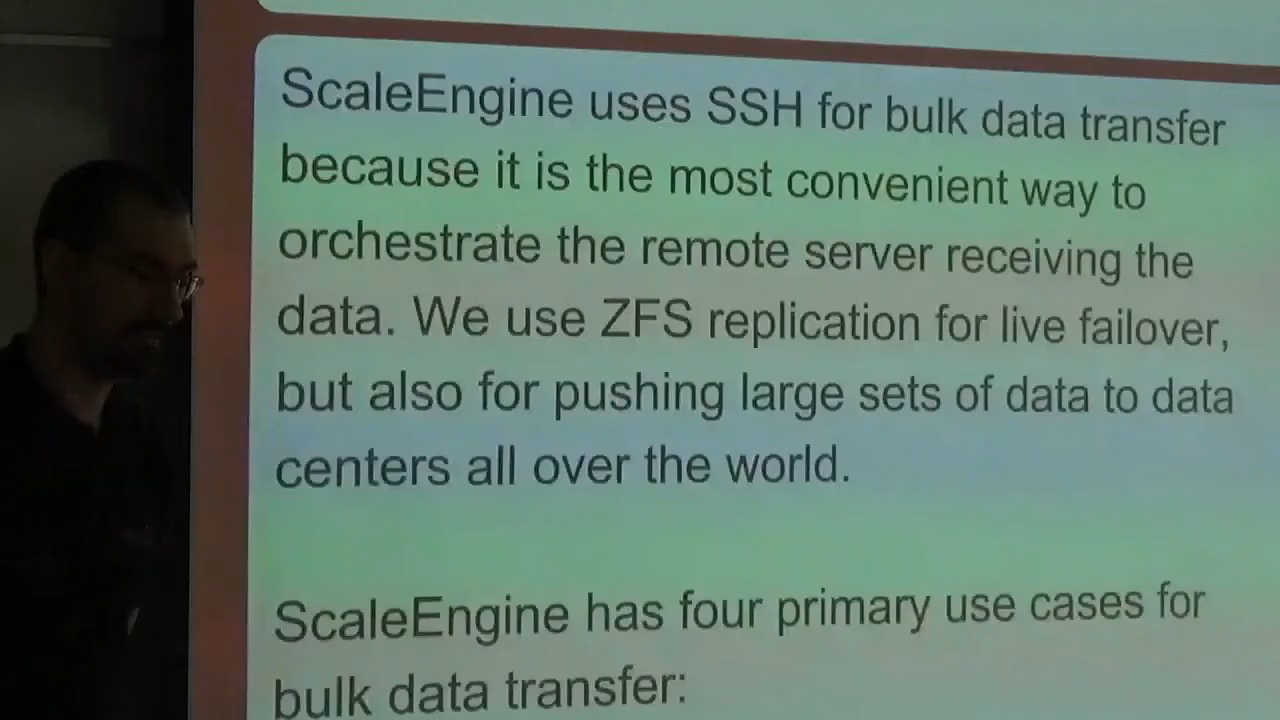 ScaleEngine uses SSH for bulk data transfer
because it is the most convenient way to
orchestrate the remote server receiving the
data. We use ZFS replication for live failover,
but also for pushing large sets of data to data
centers all over the world.
ScaleEngine has four primary use cases for
bulk data transfer: